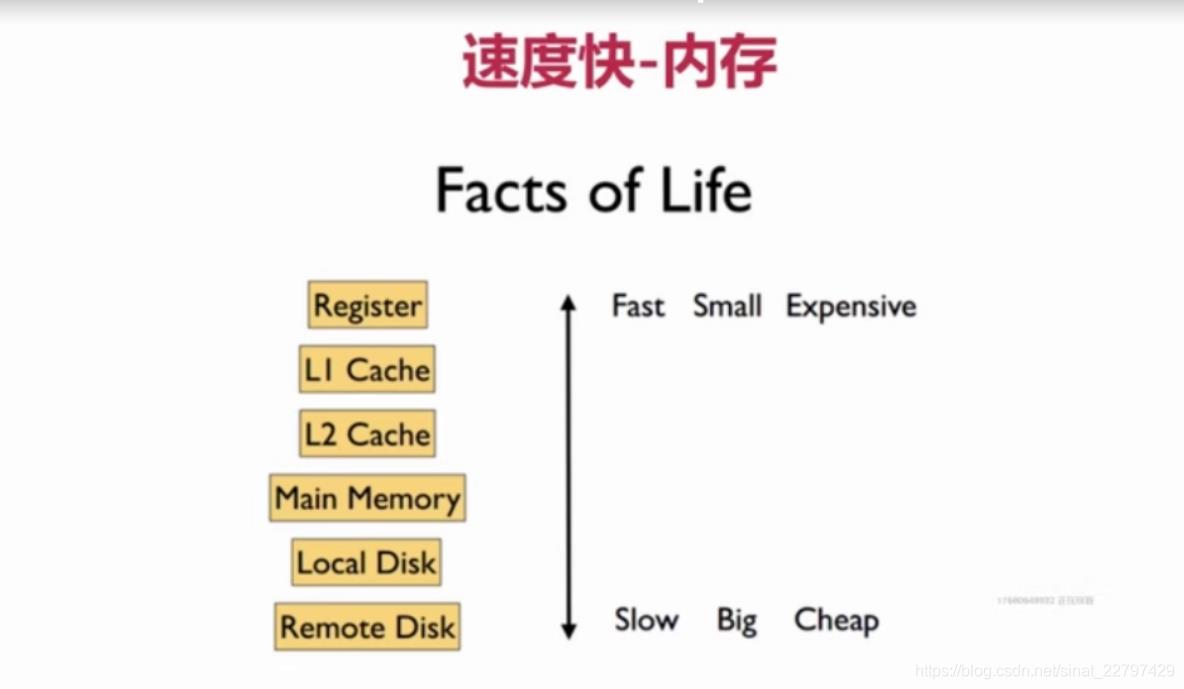 速度快-内存
Facts of Life
Register
Fast Small Expensive
L1 Cache
L2 Cache
Main Memory
Local Disk
Remote Disk
Slow Big Cheap
https://blog.csdn.net/sinat_22797429